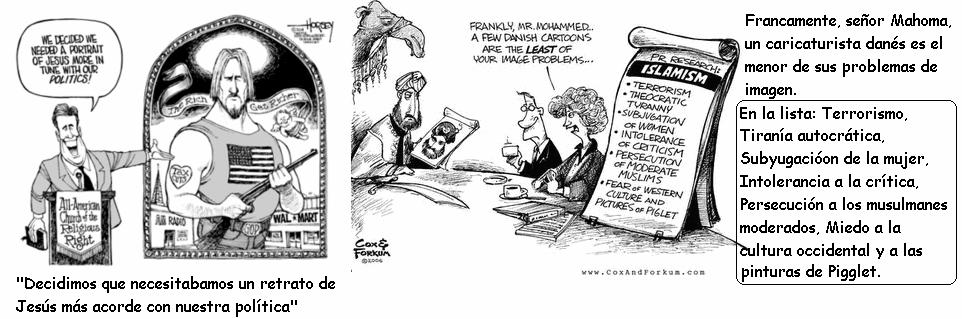 WE DECIDED WE
NEEDED A PORTRAIT
OF JESUS MORE IN
TUNE WITH OUR
POLITICS!
HORSEY
The Rich
Get Richer
TAX
CUTS
All-American
Church of the
Religious
Right
AM RADIO
GOP
WAL★MART
"Decidimos que necesitabamos un retrato de
Jesús más acorde con nuestra política"
FRANKLY, MR. MOHAMMED..
A FEW DANISH CARTOONS
ARE THE LEAST OF
YOUR IMAGE PROBLEMS...
PR RESEARCH:
ISLAMISM
• TERRORISM
• THEOCRATIC
TYRANNY
• SUBJUGATION
OF WOMEN
• INTOLERANCE
OF CRITICISM
• PERSECUTION
OF MODERATE
MUSLIMS
• FEAR OF WESTERN
CULTURE AND
PICTURES OF PIGLET
COX &
FORKUM
©2006
www.CoxAndForkum.com
Francamente, señor Mahoma,
un caricaturista danés es el
menor de sus problemas de
imagen.
En la lista: Terrorismo,
Tiranía autocrática,
Subyugacióon de la mujer,
Intolerancia a la crítica,
Persecución a los musulmanes
moderados, Miedo a la
cultura occidental y a las
pinturas de Pigglet.